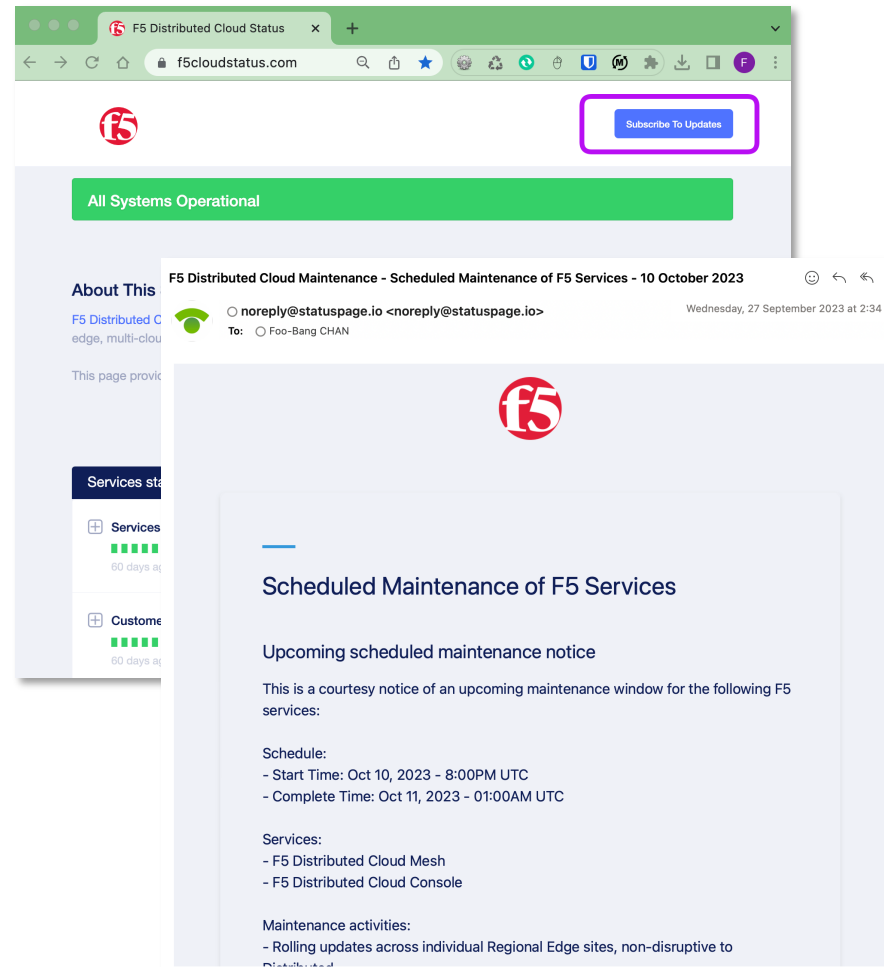 F5 Distributed Cloud Status
f5cloudstatus.com
F
f5
Subscribe To Updates
All Systems Operational
About This
F5 Distributed C
edge, multi-clou
This page provid
Services sta
Services
60 days ag
Custome
60 days ag
F5 Distributed Cloud Maintenance - Scheduled Maintenance of F5 Services - 10 October 2023
noreply@statuspage.io <noreply@statuspage.io>
Wednesday, 27 September 2023 at 2:34
To: Foo-Bang CHAN
f5
Scheduled Maintenance of F5 Services
Upcoming scheduled maintenance notice
This is a courtesy notice of an upcoming maintenance window for the following F5
services:
Schedule:
- Start Time: Oct 10, 2023 - 8:00PM UTC
- Complete Time: Oct 11, 2023 - 01:00AM UTC
Services:
- F5 Distributed Cloud Mesh
- F5 Distributed Cloud Console
Maintenance activities:
- Rolling updates across individual Regional Edge sites, non-disruptive to
Distributed